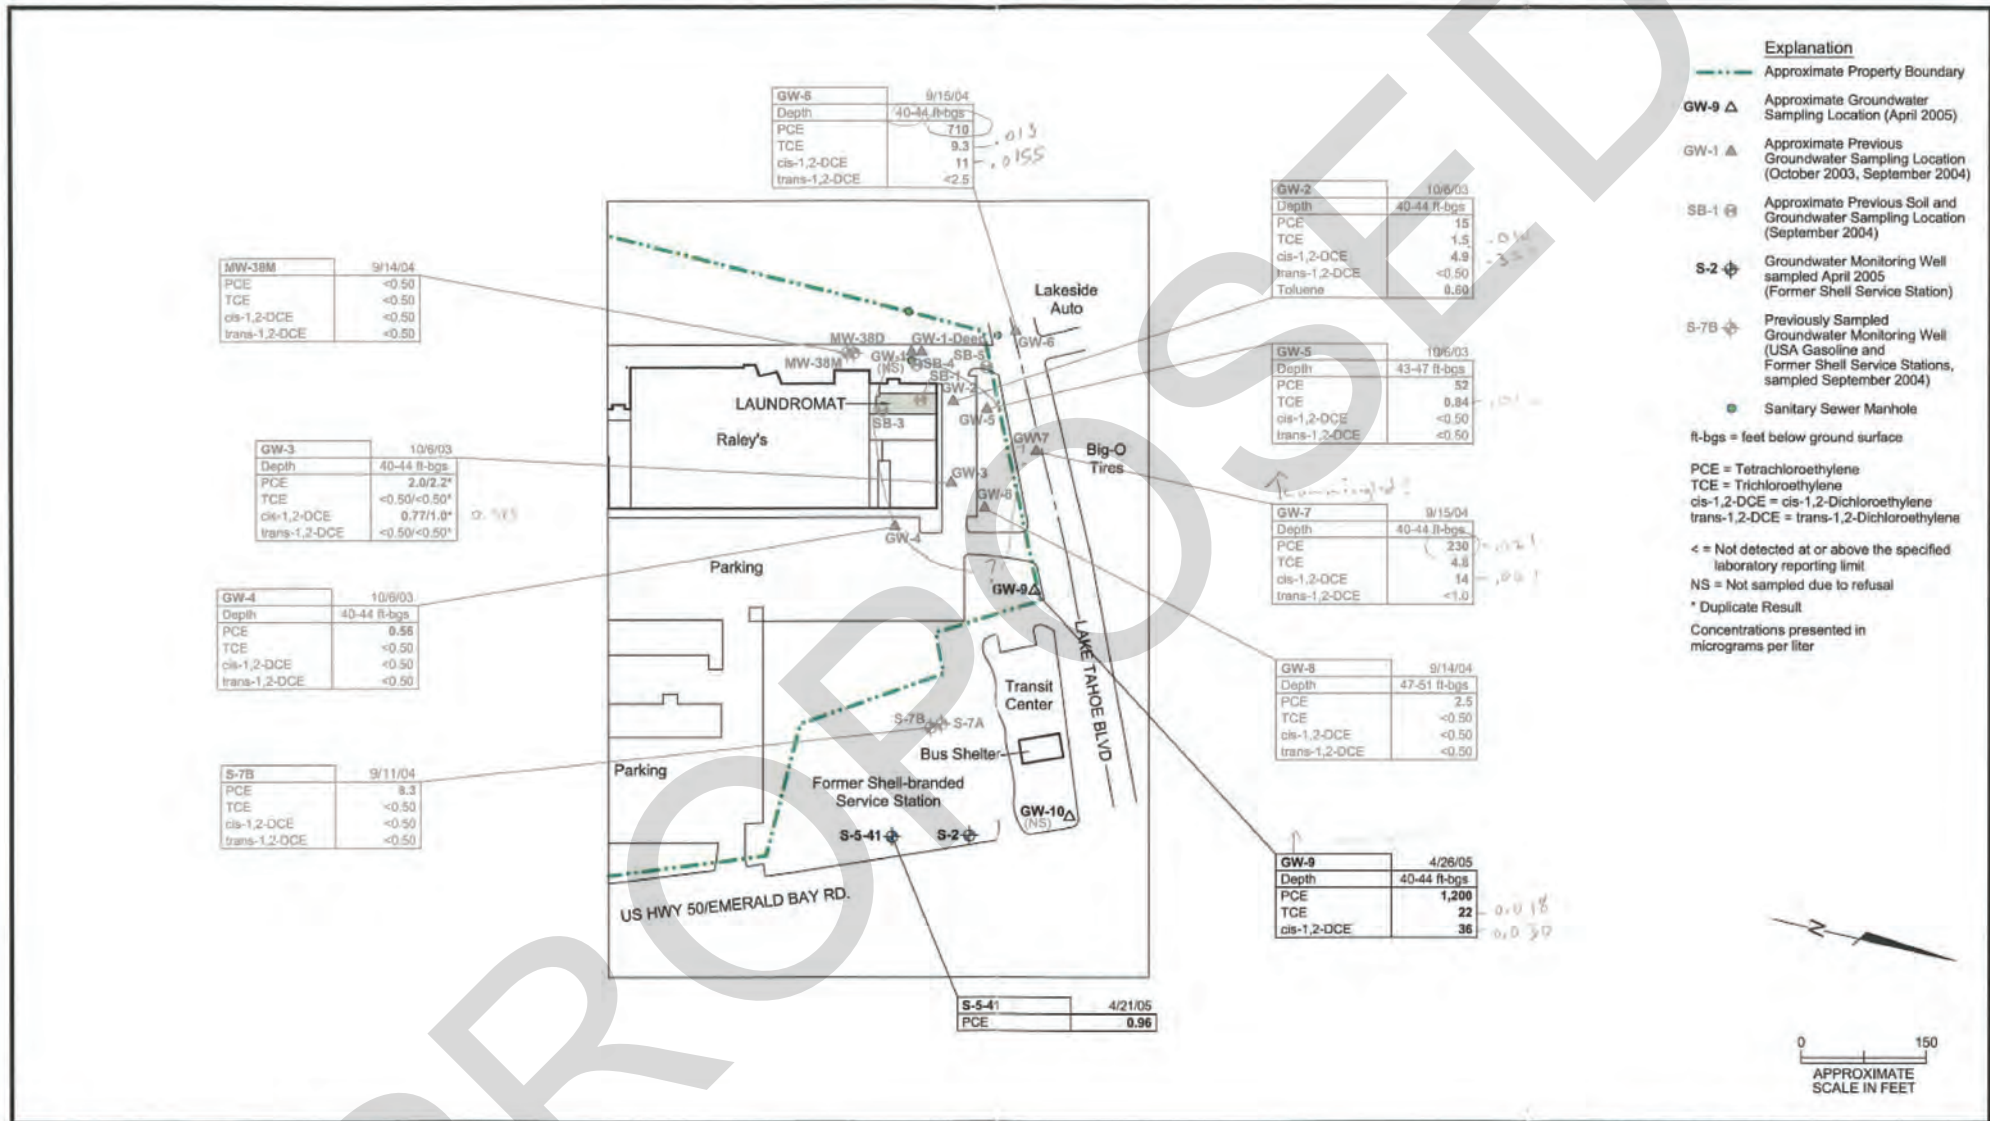 GW-6 9/15/04
Depth 40-44 ft-bgs
PCE 710
TCE 9.3
cis-1,2-DCE 11
trans-1,2-DCE <2.5
.013
.0155
MW-38M 9/14/04
PCE <0.50
TCE <0.50
cis-1,2-DCE <0.50
trans-1,2-DCE <0.50
GW-3 10/6/03
Depth 40-44 ft-bgs
PCE 2.0/2.2*
TCE <0.50/<0.50*
cis-1,2-DCE 0.77/1.0*
trans-1,2-DCE <0.50/<0.50*
GW-4 10/6/03
Depth 40-44 ft-bgs
PCE 0.56
TCE <0.50
cis-1,2-DCE <0.50
trans-1,2-DCE <0.50
S-7B 9/11/04
PCE 8.3
TCE <0.50
cis-1,2-DCE <0.50
trans-1,2-DCE <0.50
Lakeside
Auto
GW-6
MW-38D
GW-1-Deep
MW-38M
GW-1
(NS)
SB-4
SB-5
SB-1
GW-2
LAUNDROMAT
SB-3
GW-5
Raley's
GW-7
Big-O
Tires
GW-3
GW-8
GW-4
Parking
GW-9
LAKE TAHOE BLVD
Transit
Center
S-7B
S-7A
Bus Shelter
Parking
Former Shell-branded
Service Station
GW-10
(NS)
S-5-41
S-2
US HWY 50/EMERALD BAY RD.
S-5-41 4/21/05
PCE 0.96
GW-2 10/6/03
Depth 40-44 ft-bgs
PCE 15
TCE 1.5
cis-1,2-DCE 4.9
trans-1,2-DCE <0.50
Toluene 0.60
GW-5 10/6/03
Depth 43-47 ft-bgs
PCE 52
TCE 0.84
cis-1,2-DCE <0.50
trans-1,2-DCE <0.50
GW-7 9/15/04
Depth 40-44 ft-bgs
PCE 230
TCE 4.8
cis-1,2-DCE 14
trans-1,2-DCE <1.0
GW-8 9/14/04
Depth 47-51 ft-bgs
PCE 2.5
TCE <0.50
cis-1,2-DCE <0.50
trans-1,2-DCE <0.50
GW-9 4/26/05
Depth 40-44 ft-bgs
PCE 1,200
TCE 22
cis-1,2-DCE 36
0.018
0.030
Explanation
Approximate Property Boundary
GW-9 Approximate Groundwater
Sampling Location (April 2005)
GW-1 Approximate Previous
Groundwater Sampling Location
(October 2003, September 2004)
SB-1 Approximate Previous Soil and
Groundwater Sampling Location
(September 2004)
S-2 Groundwater Monitoring Well
sampled April 2005
(Former Shell Service Station)
S-7B Previously Sampled
Groundwater Monitoring Well
(USA Gasoline and
Former Shell Service Stations,
sampled September 2004)
Sanitary Sewer Manhole
ft-bgs = feet below ground surface
PCE = Tetrachloroethylene
TCE = Trichloroethylene
cis-1,2-DCE = cis-1,2-Dichloroethylene
trans-1,2-DCE = trans-1,2-Dichloroethylene
< = Not detected at or above the specified
laboratory reporting limit
NS = Not sampled due to refusal
* Duplicate Result
Concentrations presented in
micrograms per liter
N
0 150
APPROXIMATE
SCALE IN FEET
PROPOSED